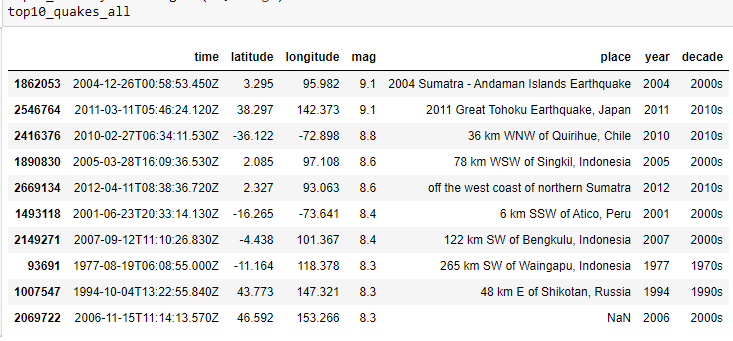 top10_quakes_all
time latitude longitude mag place year decade
1862053 2004-12-26T00:58:53.450Z 3.295 95.982 9.1 2004 Sumatra - Andaman Islands Earthquake 2004 2000s
2546764 2011-03-11T05:46:24.120Z 38.297 142.373 9.1 2011 Great Tohoku Earthquake, Japan 2011 2010s
2416376 2010-02-27T06:34:11.530Z -36.122 -72.898 8.8 36 km WNW of Quirihue, Chile 2010 2010s
1890830 2005-03-28T16:09:36.530Z 2.085 97.108 8.6 78 km WSW of Singkil, Indonesia 2005 2000s
2669134 2012-04-11T08:38:36.720Z 2.327 93.063 8.6 off the west coast of northern Sumatra 2012 2010s
1493118 2001-06-23T20:33:14.130Z -16.265 -73.641 8.4 6 km SSW of Atico, Peru 2001 2000s
2149271 2007-09-12T11:10:26.830Z -4.438 101.367 8.4 122 km SW of Bengkulu, Indonesia 2007 2000s
93691 1977-08-19T06:08:55.000Z -11.164 118.378 8.3 265 km SW of Waingapu, Indonesia 1977 1970s
1007547 1994-10-04T13:22:55.840Z 43.773 147.321 8.3 48 km E of Shikotan, Russia 1994 1990s
2069722 2006-11-15T11:14:13.570Z 46.592 153.266 8.3 NaN 2006 2000s